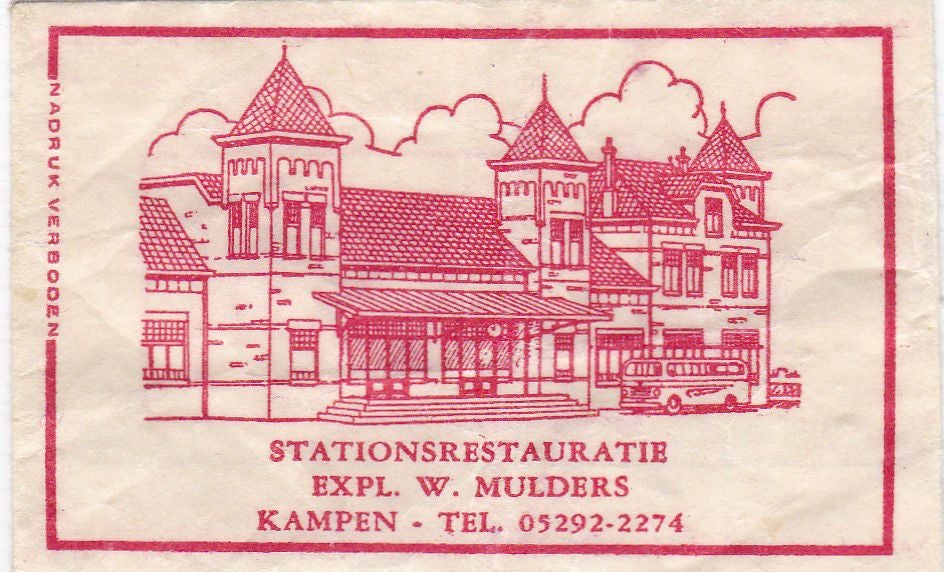 NADRUK VERBODEN
STATIONSRESTAURATIE
EXPL. W. MULDERS
KAMPEN - TEL. 05292-2274